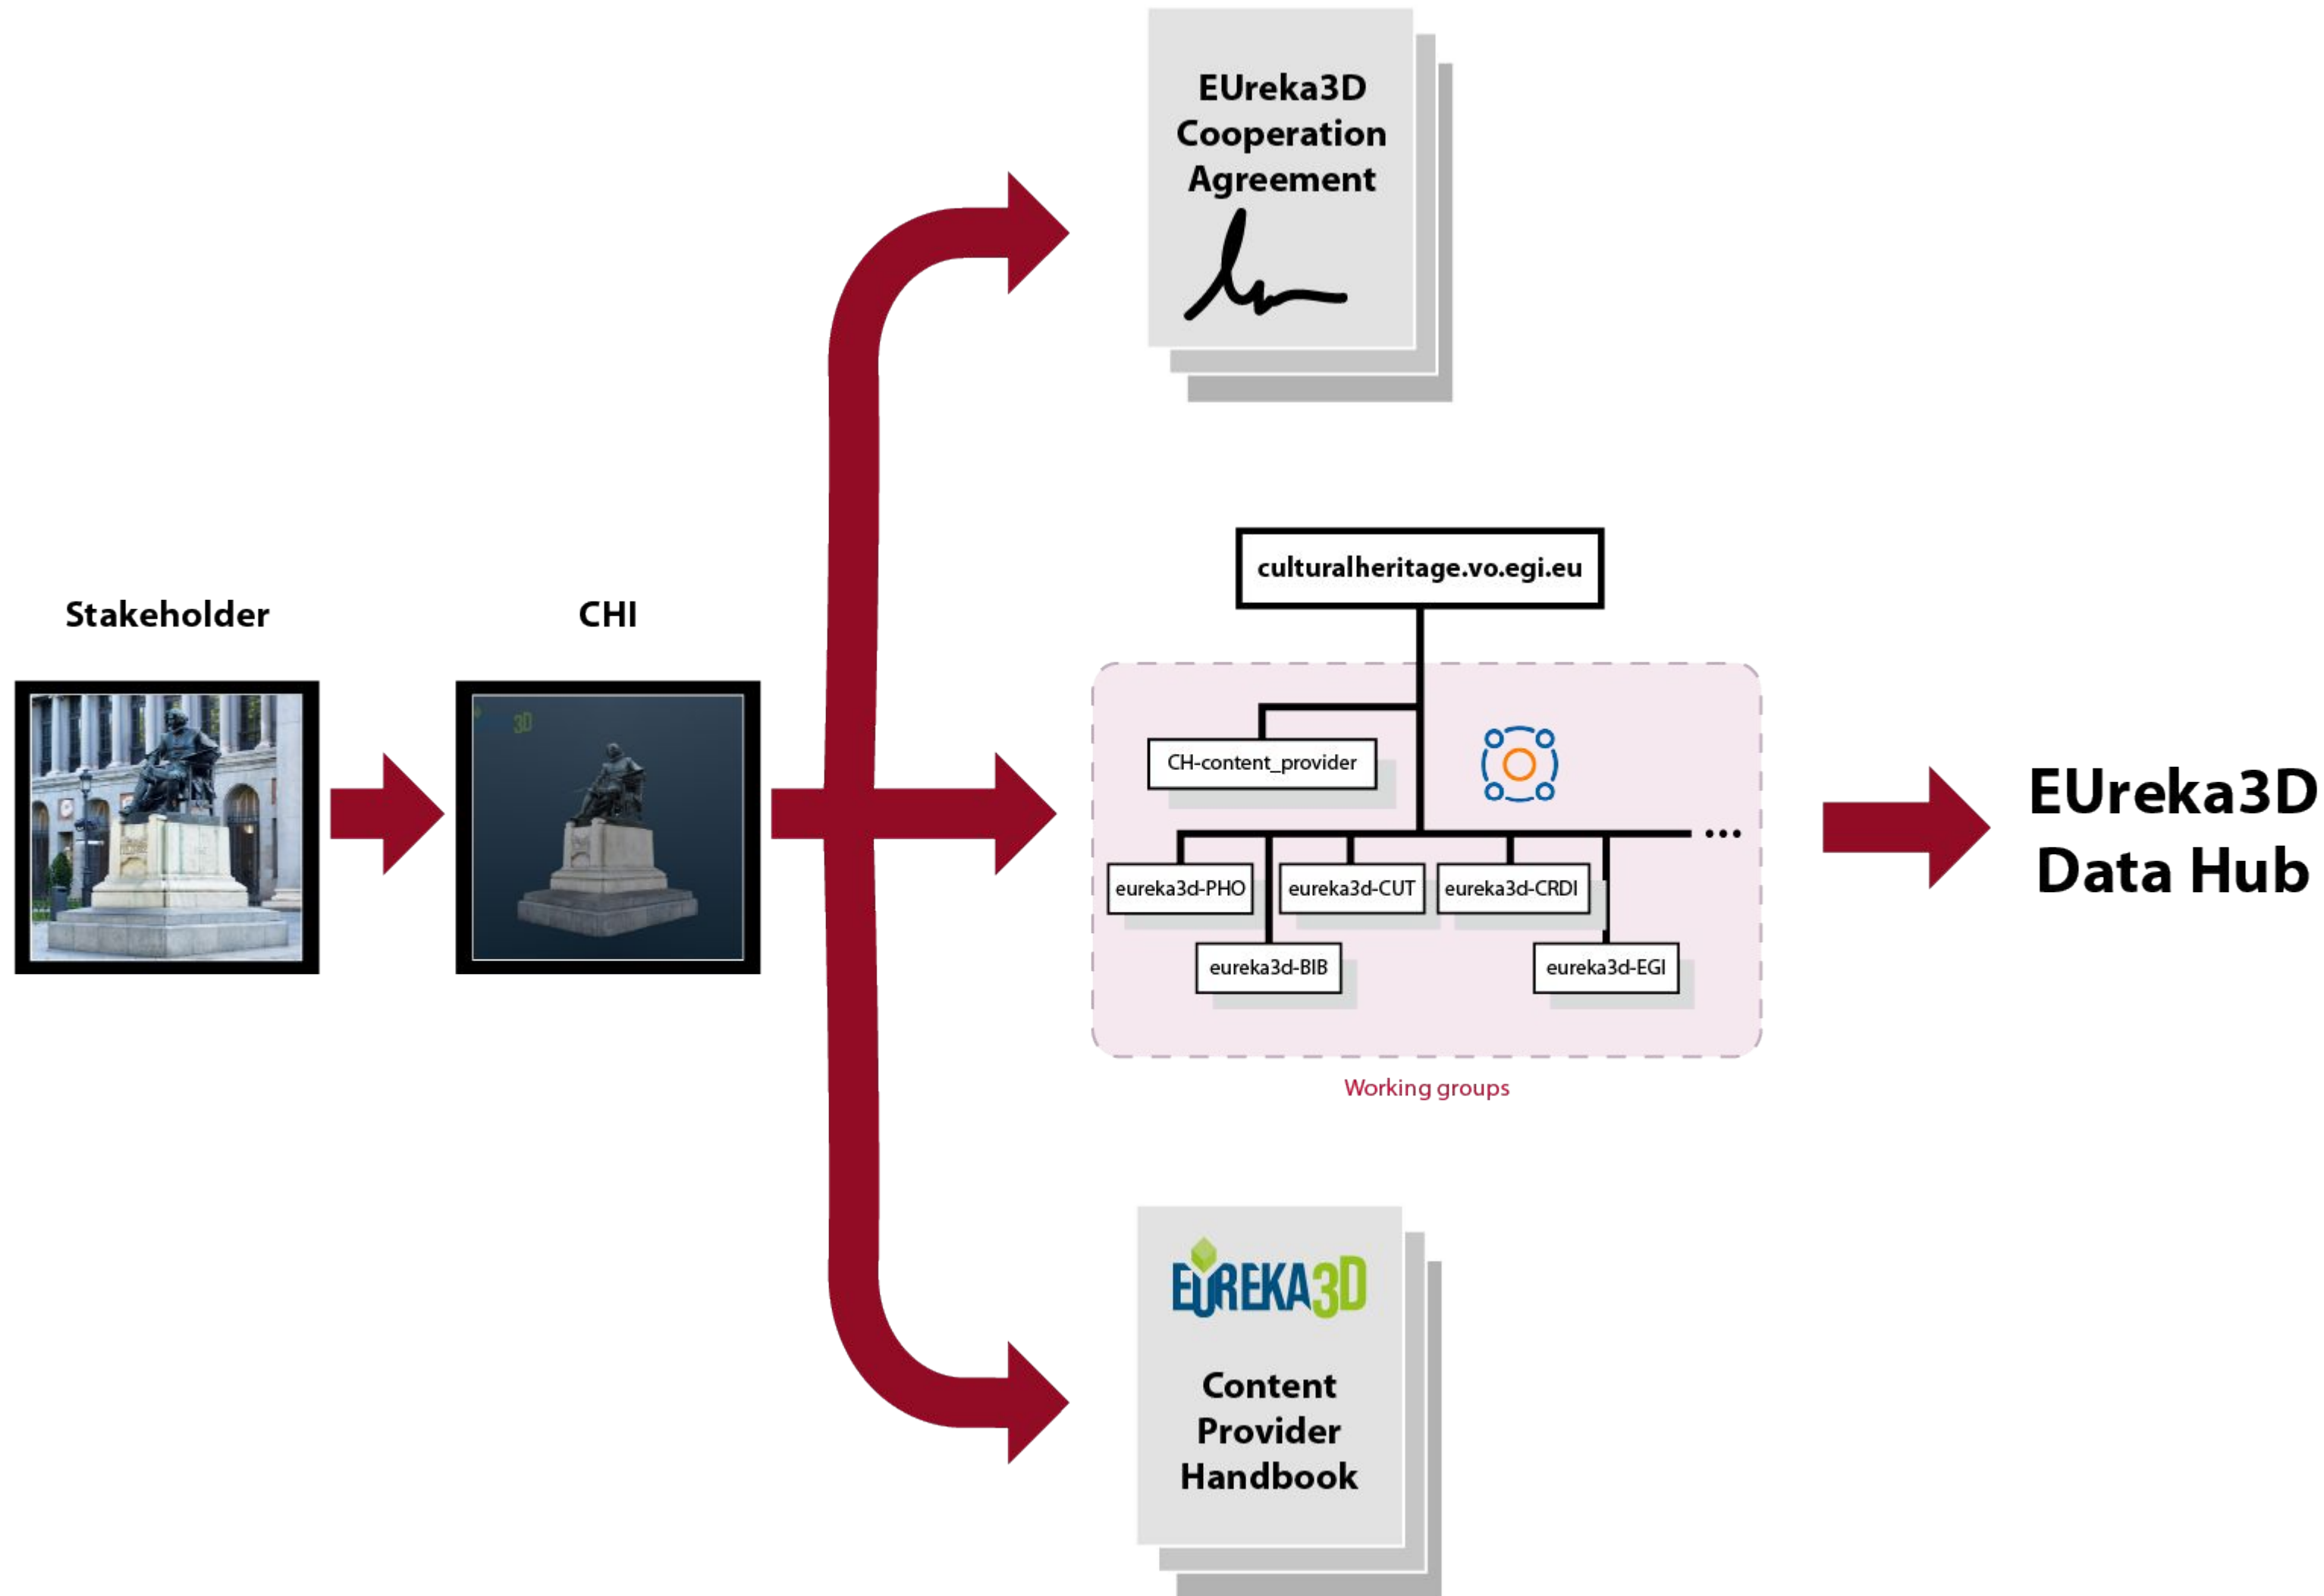 EUreka3D
Cooperation
Agreement
culturalheritage.vo.egi.eu
Stakeholder
CHI
3D
CH-content_provider
...
eureka3d-PHO
eureka3d-CUT
eureka3d-CRDI
eureka3d-BIB
eureka3d-EGI
Working groups
EUreka3D
Data Hub
EUREKA3D
Content
Provider
Handbook